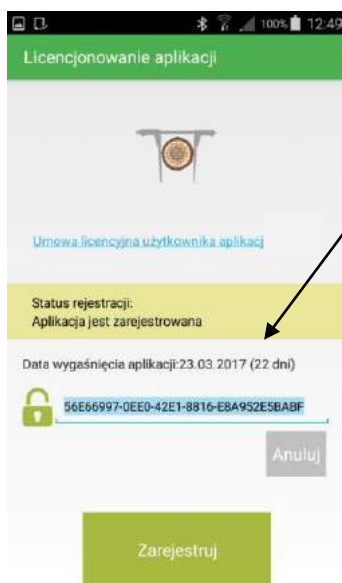 100% 12:49
Licencjonowanie aplikacji
Umowa licencyjna użytkownika aplikacj
Status rejestracji:
Aplikacja jest zarejestrowana
Data wygaśnięcia aplikacji:23.03.2017 (22 dni)
56E66997-0EE0-42E1-8816-E8A952E5BABF
Anuluj
Zarejestruj